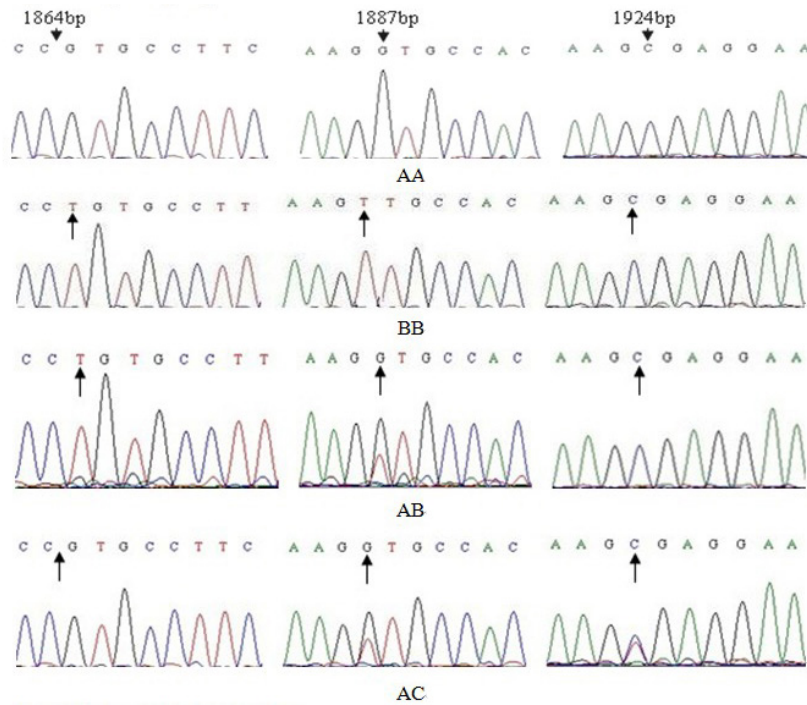 1864bp 1887bp 1924bp
C C G T G C C T T C A A G G T G C C A C A A G C G A G G A A
AA
C C T G T G C C T T A A G T T G C C A C A A G C G A G G A A
BB
C C T G T G C C T T A A G G T G C C A C A A G C G A G G A A
AB
C C G T G C C T T C A A G G T G C C A C A A G C G A G G A A
AC